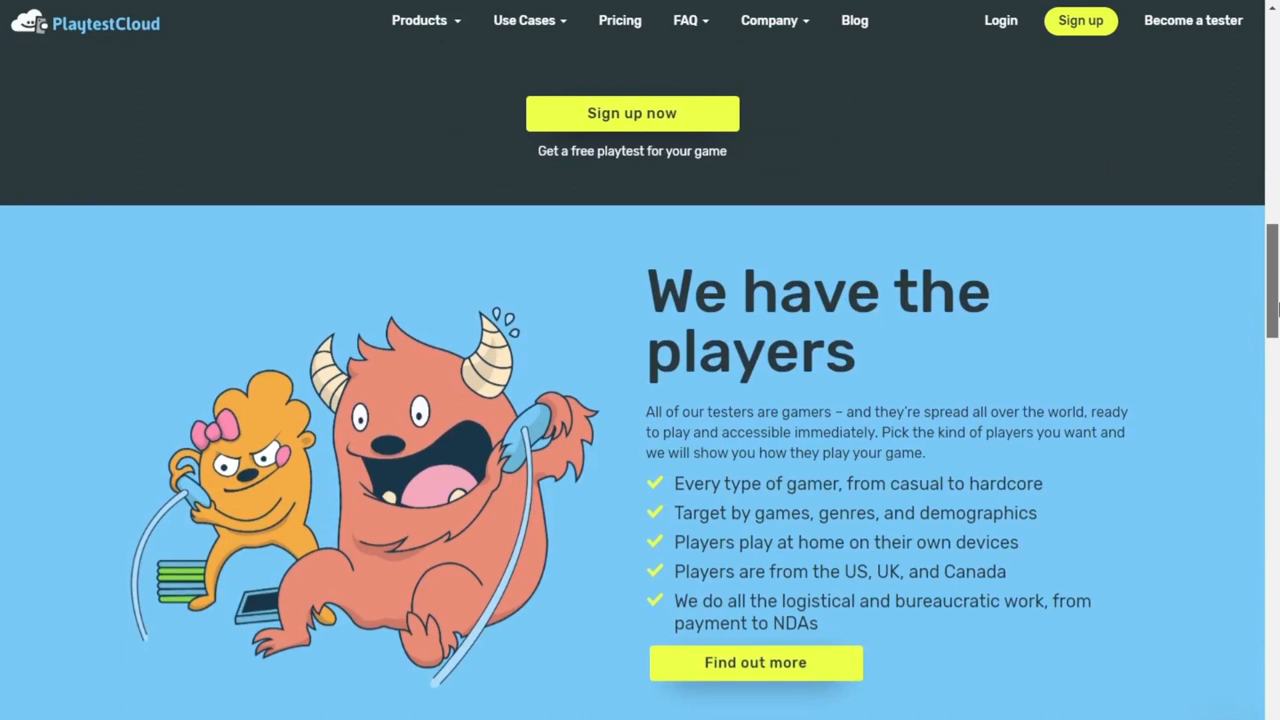 PlaytestCloud
Products
Use Cases
Pricing
FAQ
Company
Blog
Login
Sign up
Become a tester
Sign up now
Get a free playtest for your game
We have the
players
All of our testers are gamers – and they're spread all over the world, ready
to play and accessible immediately. Pick the kind of players you want and
we will show you how they play your game.
Every type of gamer, from casual to hardcore
Target by games, genres, and demographics
Players play at home on their own devices
Players are from the US, UK, and Canada
We do all the logistical and bureaucratic work, from
payment to NDAs
Find out more